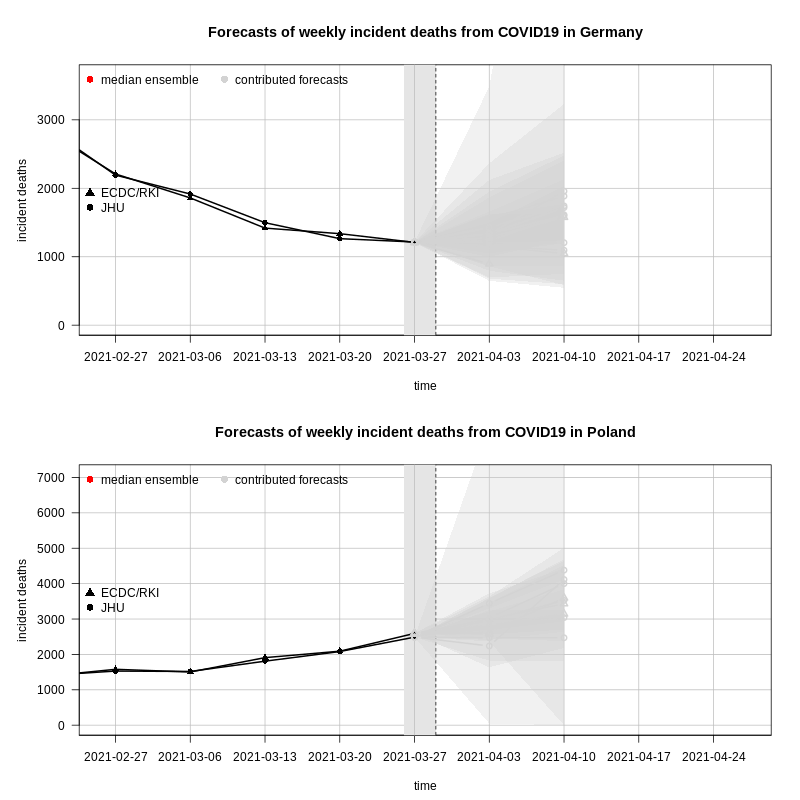 Forecasts of weekly incident deaths from COVID19 in Germany
median ensemble contributed forecasts
3000
2000
1000
0
ECDC/RKI
JHU
incident deaths
2021-02-27 2021-03-06 2021-03-13 2021-03-20 2021-03-27 2021-04-03 2021-04-10 2021-04-17 2021-04-24
time
Forecasts of weekly incident deaths from COVID19 in Poland
median ensemble contributed forecasts
7000
6000
5000
4000
3000
2000
1000
0
ECDC/RKI
JHU
incident deaths
2021-02-27 2021-03-06 2021-03-13 2021-03-20 2021-03-27 2021-04-03 2021-04-10 2021-04-17 2021-04-24
time